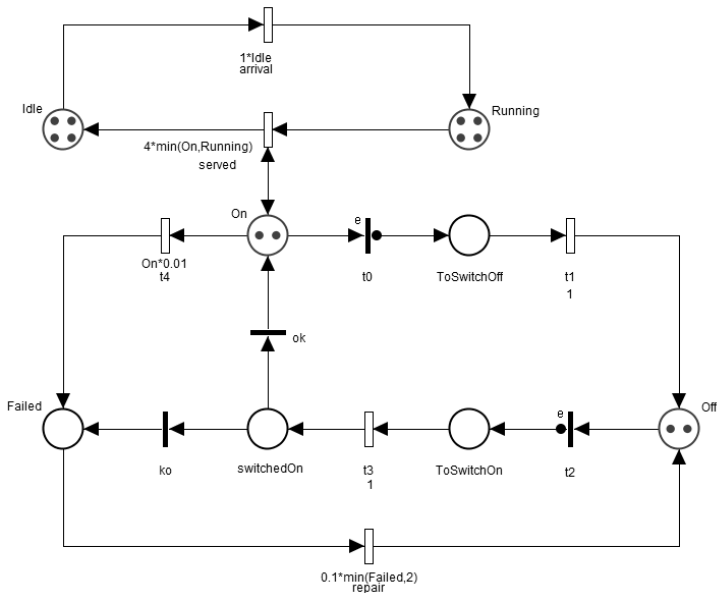 1*Idle
arrival
Idle
Running
4*min(On,Running)
served
On
e
On*0.01
t4
t0
ToSwitchOff
t1
1
ok
Failed
e
Off
ko
switchedOn
t3
1
ToSwitchOn
t2
0.1*min(Failed,2)
repair